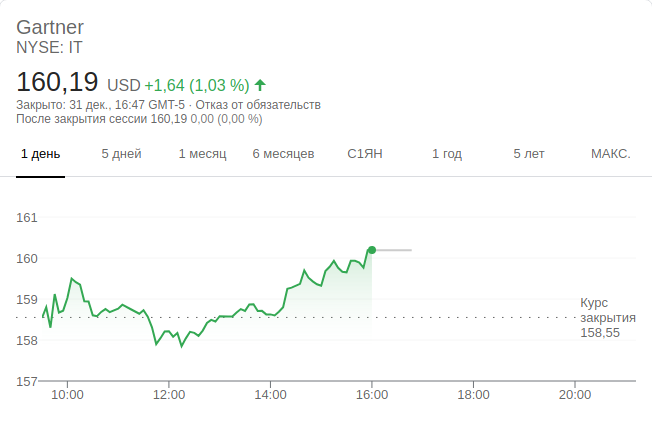 Gartner
NYSE: IT
160,19 USD +1,64 (1,03 %)
Закрыто: 31 дек., 16:47 GMT-5 · Отказ от обязательств
После закрытия сессии 160,19 0,00 (0,00 %)
1 день 5 дней 1 месяц 6 месяцев С1ЯН 1 год 5 лет МАКС.
161
160
159
158
157
Курс
закрытия
158,55
10:00 12:00 14:00 16:00 18:00 20:00